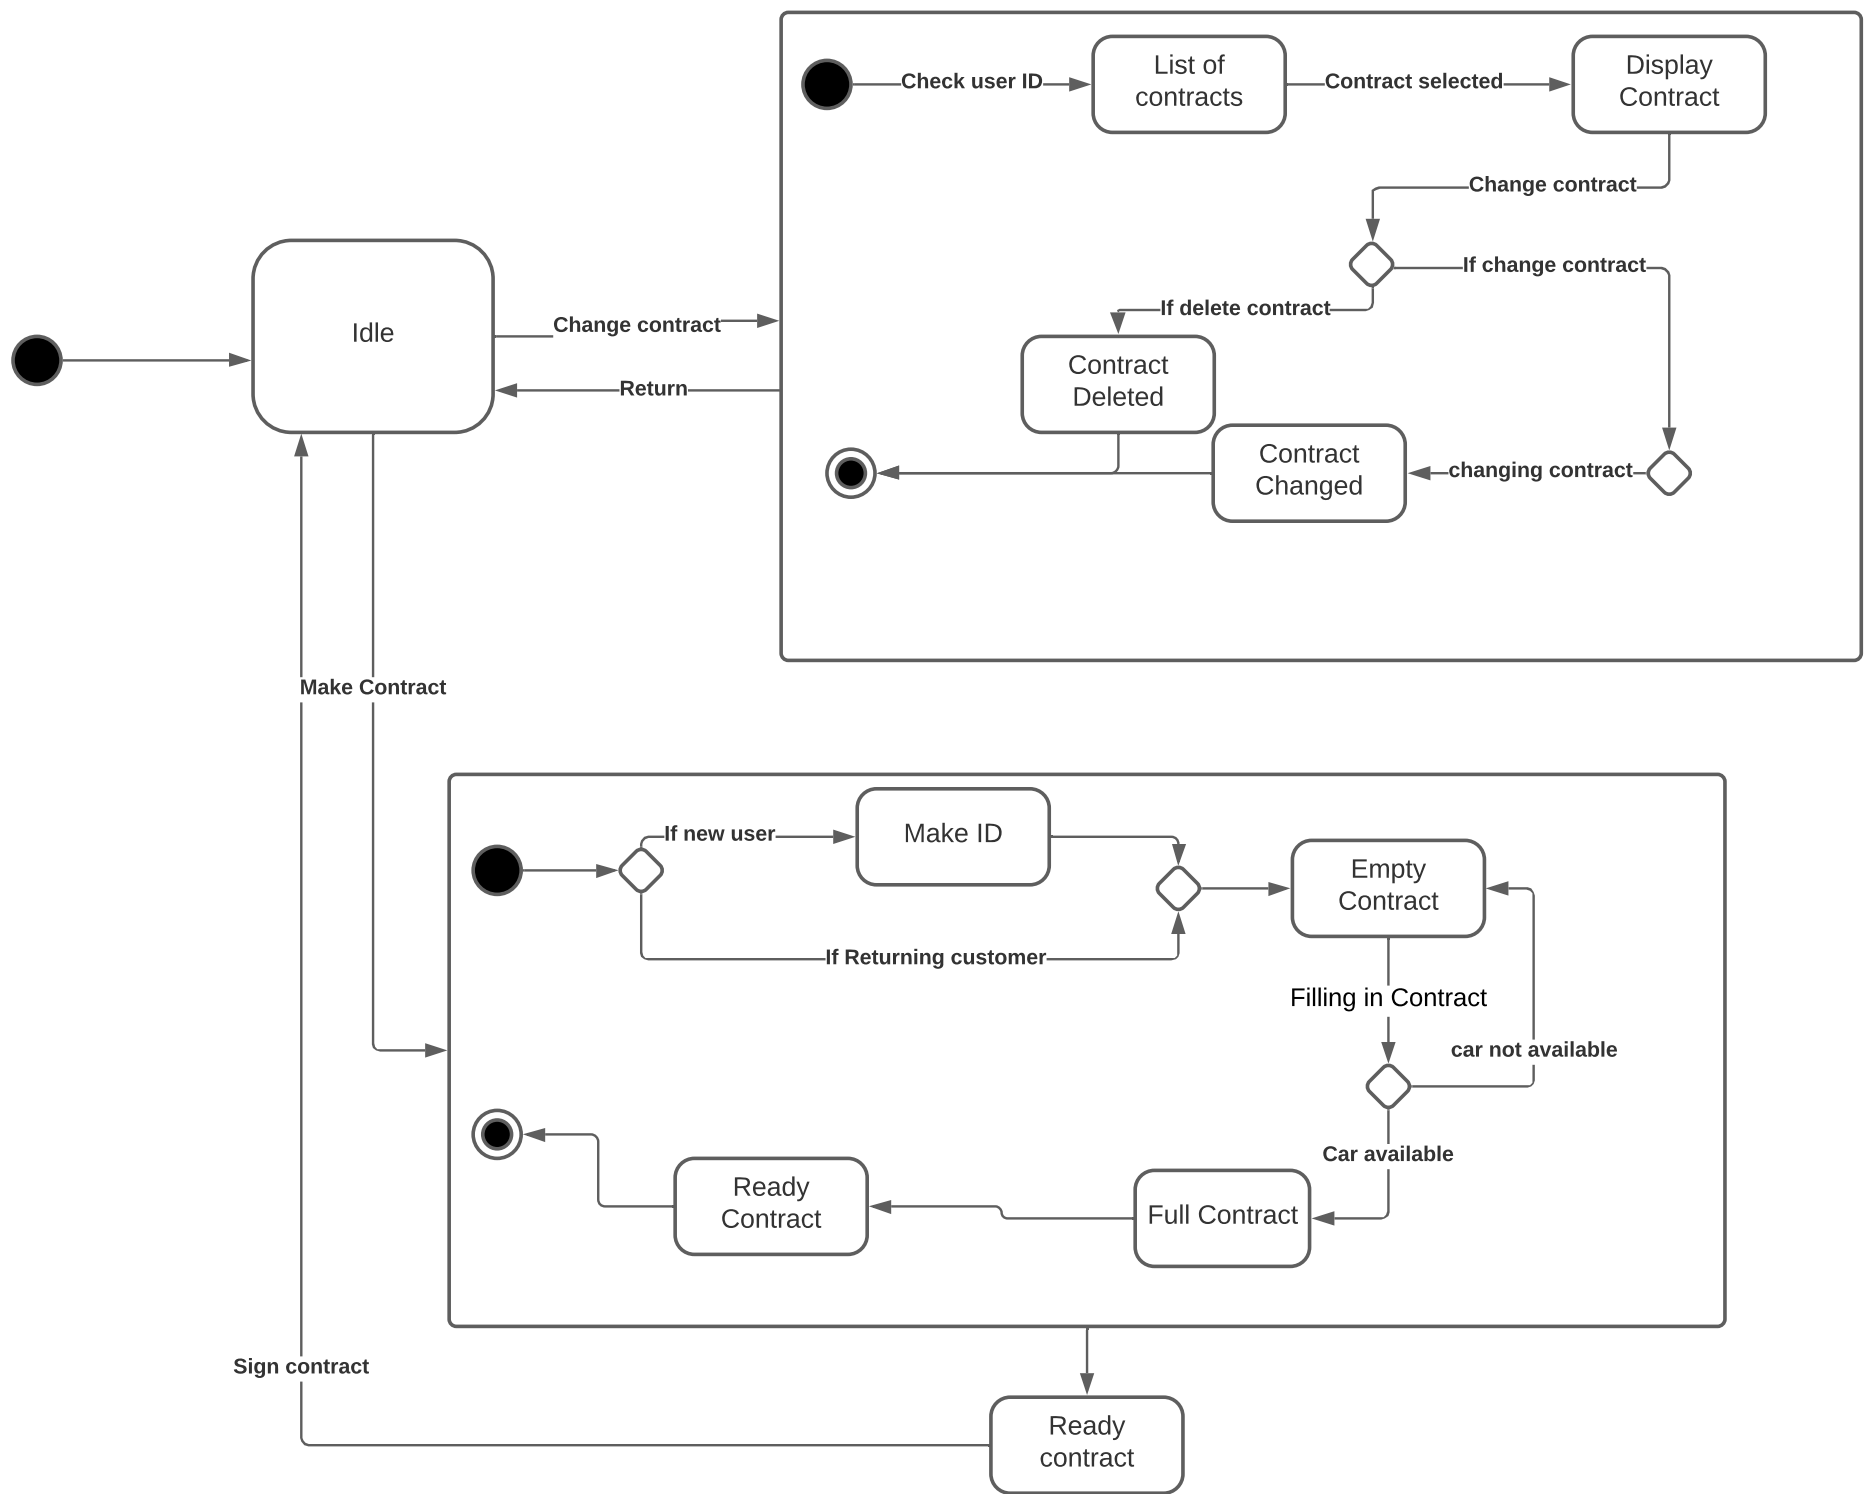 Check user ID
List of
contracts
Contract selected
Display
Contract
Change contract
If change contract
If delete contract
Idle
Change contract
Contract
Deleted
Return
Contract
Changed
changing contract
Make Contract
If new user
Make ID
Empty
Contract
If Returning customer
Filling in Contract
car not available
Car available
Ready
Contract
Full Contract
Sign contract
Ready
contract